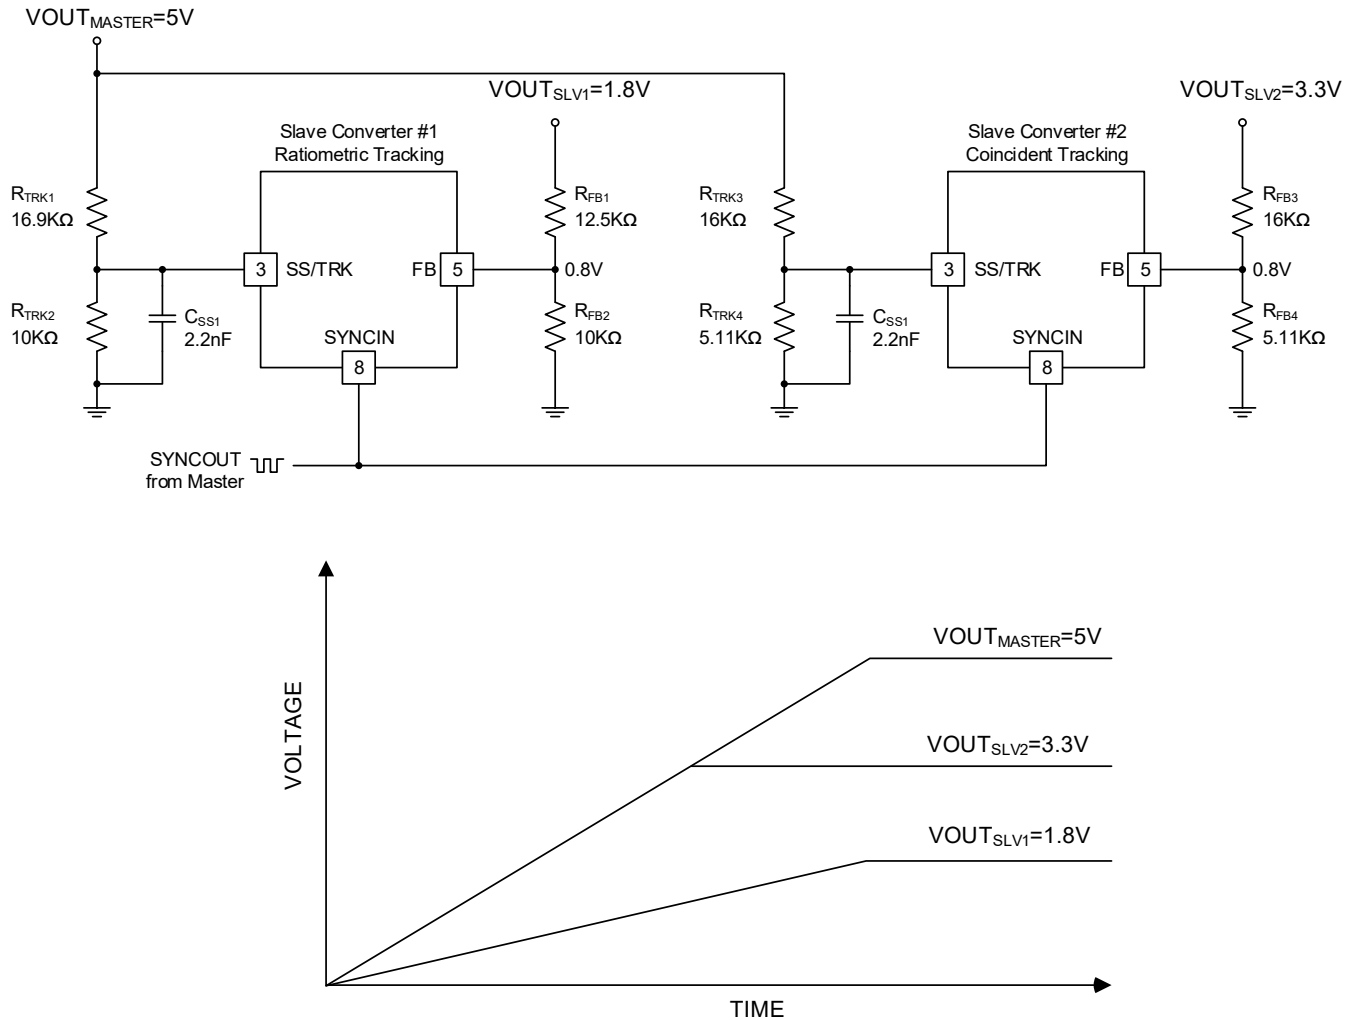 VOUTMASTER=5V
VOUTSLV1=1.8V
VOUTSLV2=3.3V
Slave Converter #1
Ratiometric Tracking
Slave Converter #2
Coincident Tracking
RTRK1
16.9KΩ
RFB1
12.5KΩ
RTRK3
16KΩ
RFB3
16KΩ
3
SS/TRK
FB
5
0.8V
3
SS/TRK
FB
5
0.8V
RTRK2
10KΩ
CSS1
2.2nF
SYNCIN
8
RFB2
10KΩ
RTRK4
5.11KΩ
CSS1
2.2nF
SYNCIN
8
RFB4
5.11KΩ
SYNCOUT
from Master
VOUTMASTER=5V
VOUTSLV2=3.3V
VOUTSLV1=1.8V
VOLTAGE
TIME